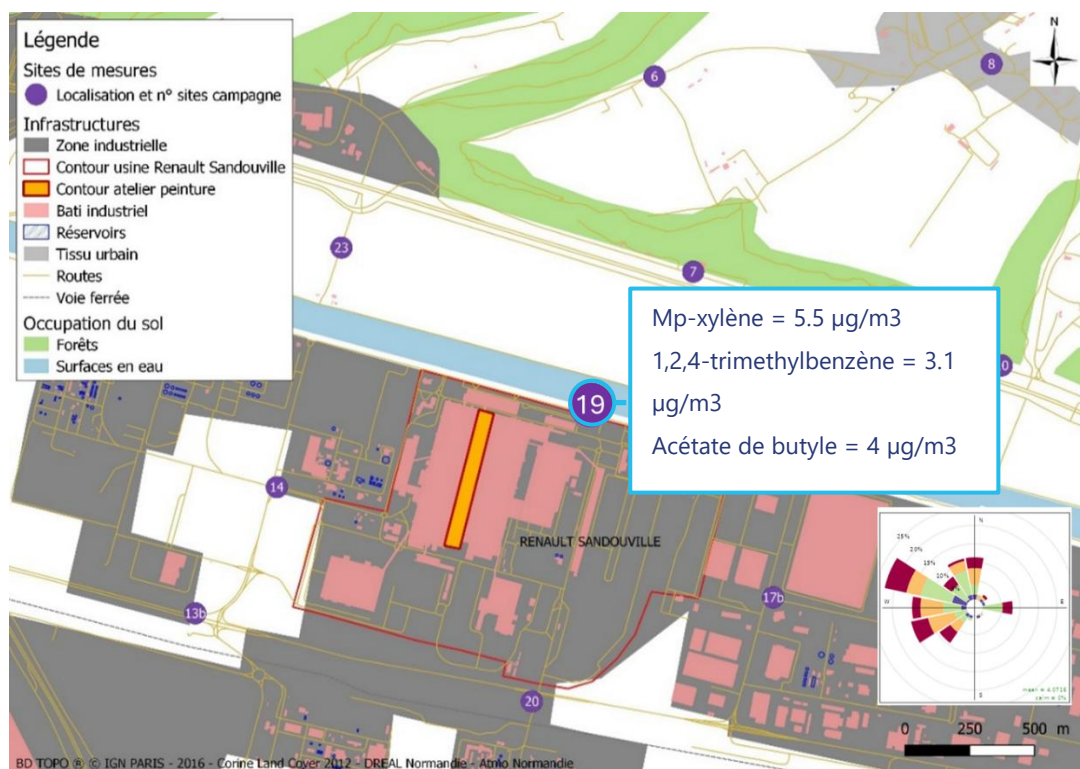 Légende
Sites de mesures
Localisation et n° sites campagne
Infrastructures
Zone industrielle
Contour usine Renault Sandouville
Contour atelier peinture
Bati industriel
Réservoirs
Tissu urbain
Routes
Voie ferrée
Occupation du sol
Forêts
Surfaces en eau
N
6
8
23
7
Mp-xylène = 5.5 µg/m3
1,2,4-trimethylbenzène = 3.1
µg/m3
Acétate de butyle = 4 µg/m3
19
14
RENAULT SANDOUVILLE
13b
17b
20
N
25%
20%
15%
10%
W
E
S
0 250 500 m
BD TOPO ® © IGN PARIS - 2016 - Corine Land Cover 2012 - DREAL Normandie - Atmo Normandie